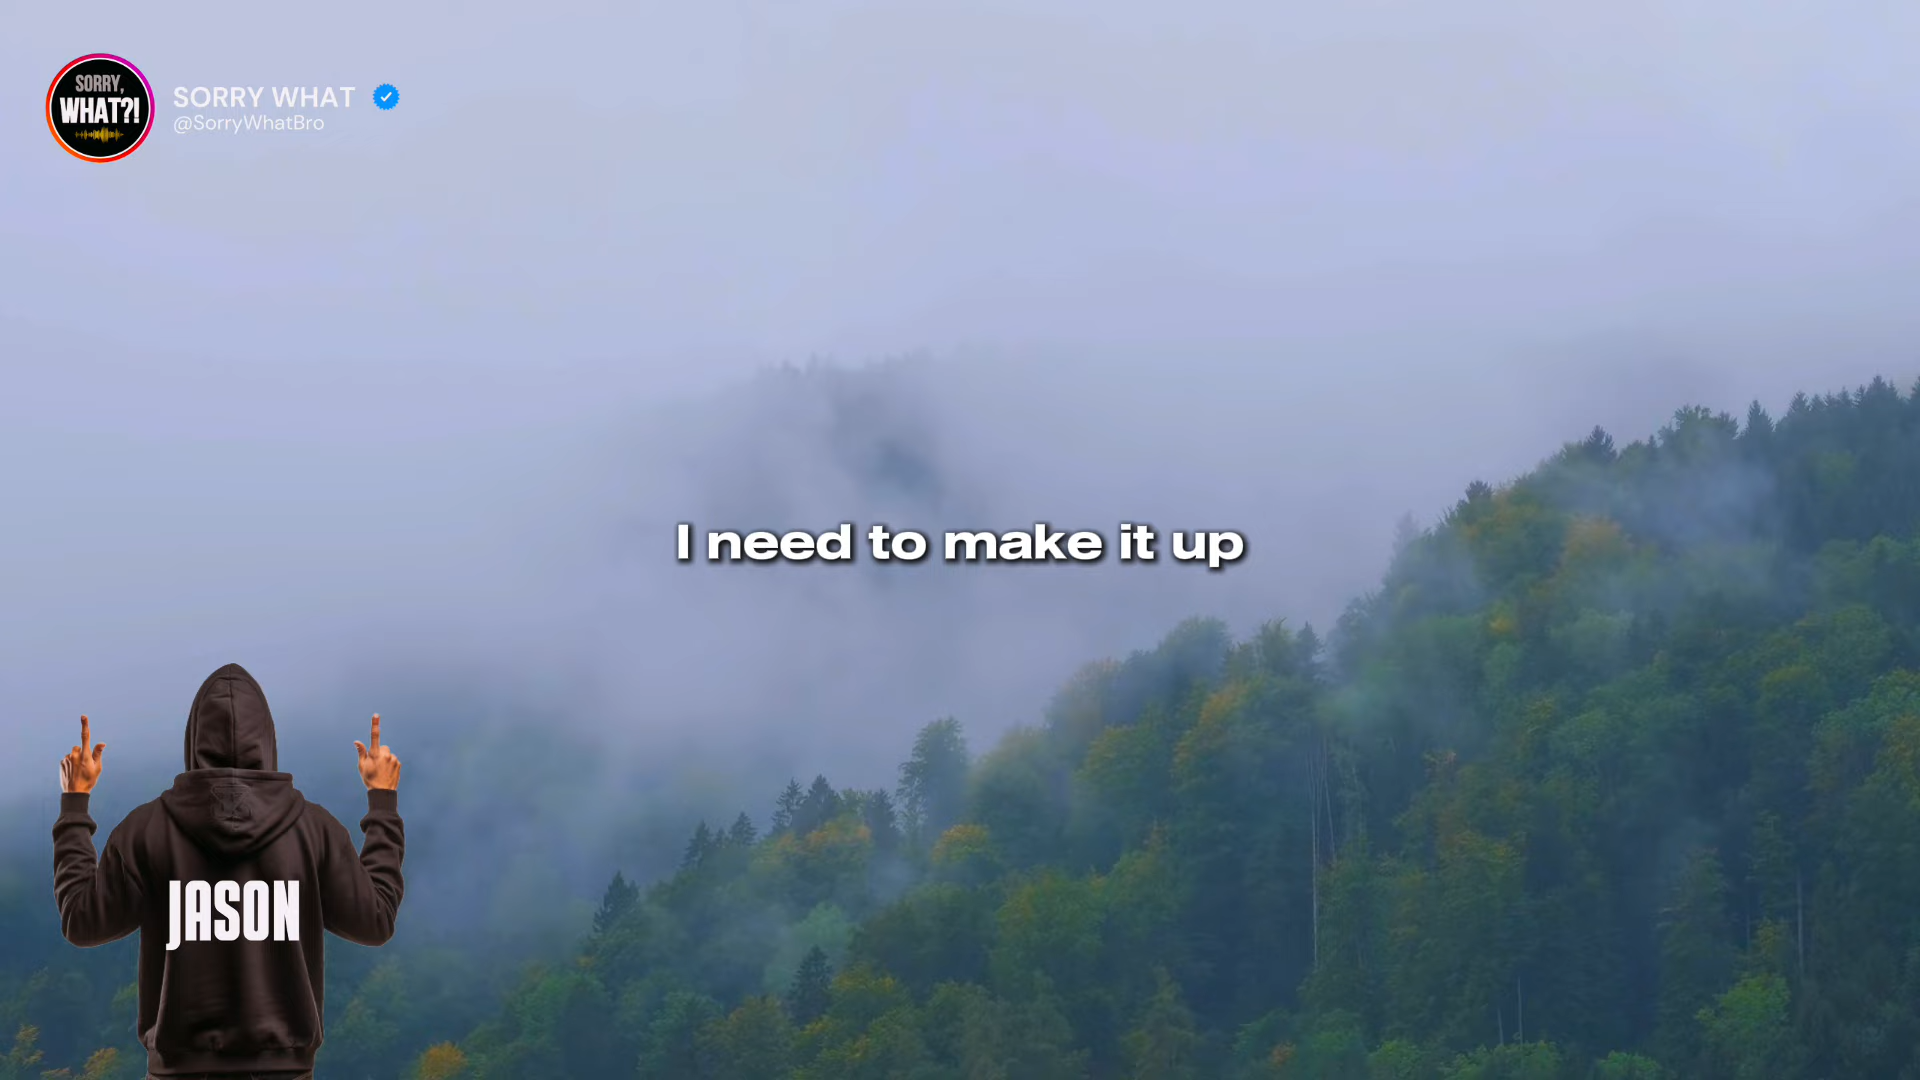 SORRY,
WHAT?!
SORRY WHAT
@SorryWhatBro
I need to make it up
JASON